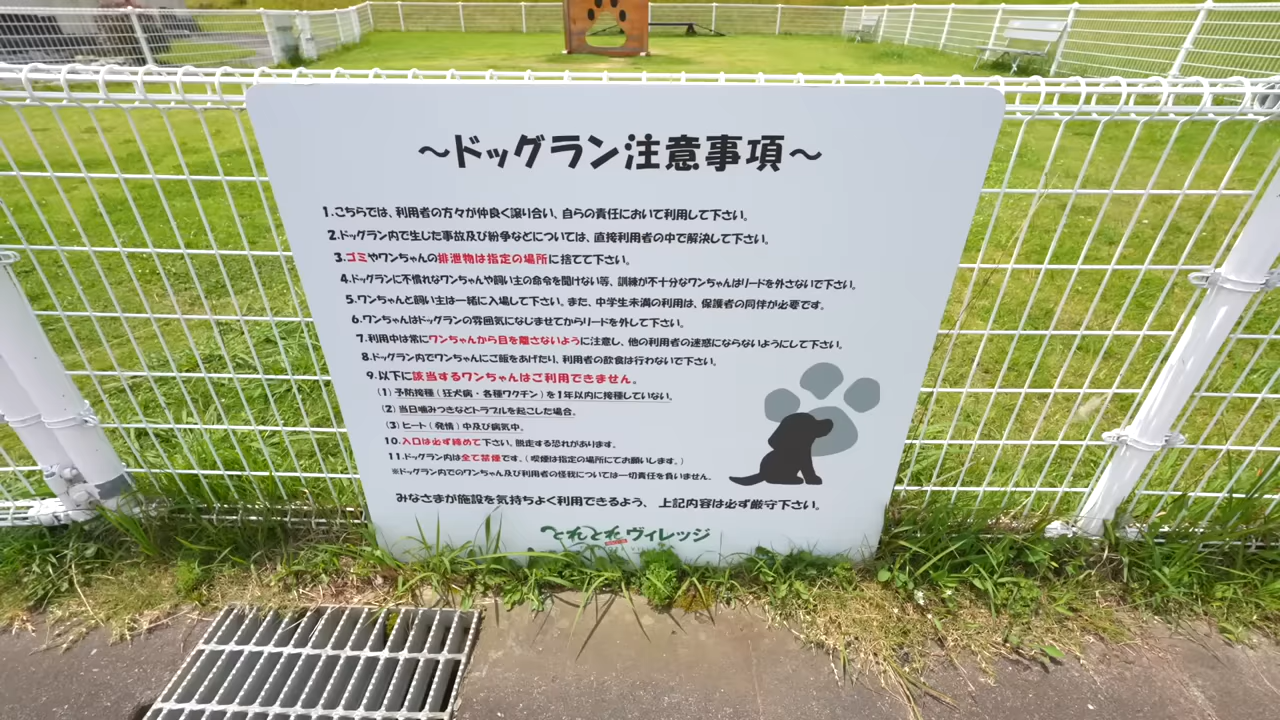 ～ドッグラン注意事項～
1.こちらでは、利用者の方々が仲良く譲り合い、自らの責任において利用して下さい。
2.ドッグラン内で生じた事故及び紛争などについては、直接利用者の中で解決して下さい。
3.ゴミやワンちゃんの排泄物は指定の場所に捨てて下さい。
4.ドッグランに不慣れなワンちゃんや飼い主の命令を聞けない等、訓練が不十分なワンちゃんはリードを外さないで下さい。
5.ワンちゃんと飼い主は一緒に入場して下さい。また、中学生未満の利用は、保護者の同伴が必要です。
6.ワンちゃんはドッグランの雰囲気になじませてからリードを外して下さい。
7.利用中は常にワンちゃんから目を離さないように注意し、他の利用者の迷惑にならないようにして下さい。
8.ドッグラン内でワンちゃんにご飯をあげたり、利用者の飲食は行わないで下さい。
9.以下に該当するワンちゃんはご利用できません。
(1)予防接種(狂犬病・各種ワクチン)を1年以内に接種していない。
(2)当日噛みつきなどトラブルを起こした場合。
(3)ヒート(発情)中及び病気中。
10.入口は必ず締めて下さい。脱走する恐れがあります。
11.ドッグラン内は全て禁煙です。(喫煙は指定の場所にてお願いします。)
※ドッグラン内でのワンちゃん及び利用者の怪我については一切責任を負いません。
みなさまが施設を気持ちよく利用できるよう、上記内容は必ず厳守下さい。
とれとれヴィレッジ